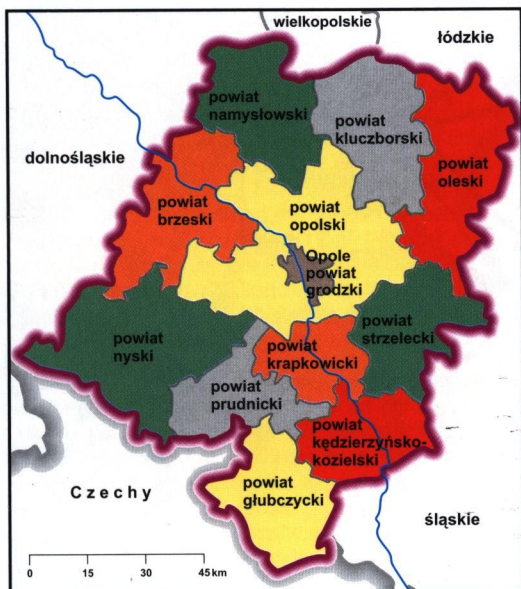 wielkopolskie
łódzkie
powiat
namysłowski
powiat
kluczborski
powiat
oleski
dolnośląskie
powiat
brzeski
powiat
opolski
Opole
powiat
grodzki
powiat
strzelecki
powiat
nyski
powiat
krapkowicki
powiat
prudnicki
powiat
kędzierzyńsko-
kozielski
Czechy
powiat
głubczycki
śląskie
0 15 30 45 km